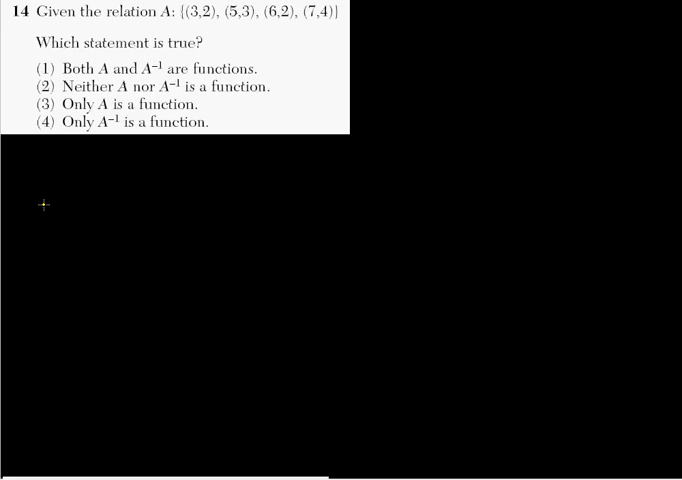 14 Given the relation A: {(3,2), (5,3), (6,2), (7,4)}
Which statement is true?
(1) Both A and A⁻¹ are functions.
(2) Neither A nor A⁻¹ is a function.
(3) Only A is a function.
(4) Only A⁻¹ is a function.